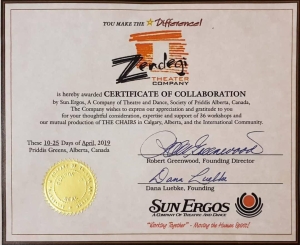 YOU MAKE THE Difference!
Zendegi
THEATER
COMPANY
is hereby awarded CERTIFICATE OF COLLABORATION
by Sun Ergos, A Company of Theatre and Dance, Society of Priddis Alberta, Canada,
The Company wishes to express our appreciation and gratitude to you
for your thoughtful consideration, expertise and support of 36 workshops and
our mutual production of THE CHAIRS in Calgary, Alberta, and the International Community.
These 10-25 Days of April, 2019
Priddis Greens, Alberta, Canada
Robert Greenwood, Founding Director
Dana Luebke
Dana Luebke, Founding
SUN ERGOS
A COMPANY OF THEATRE AND DANCE
"Working Together" – Moving the Human Spirit!